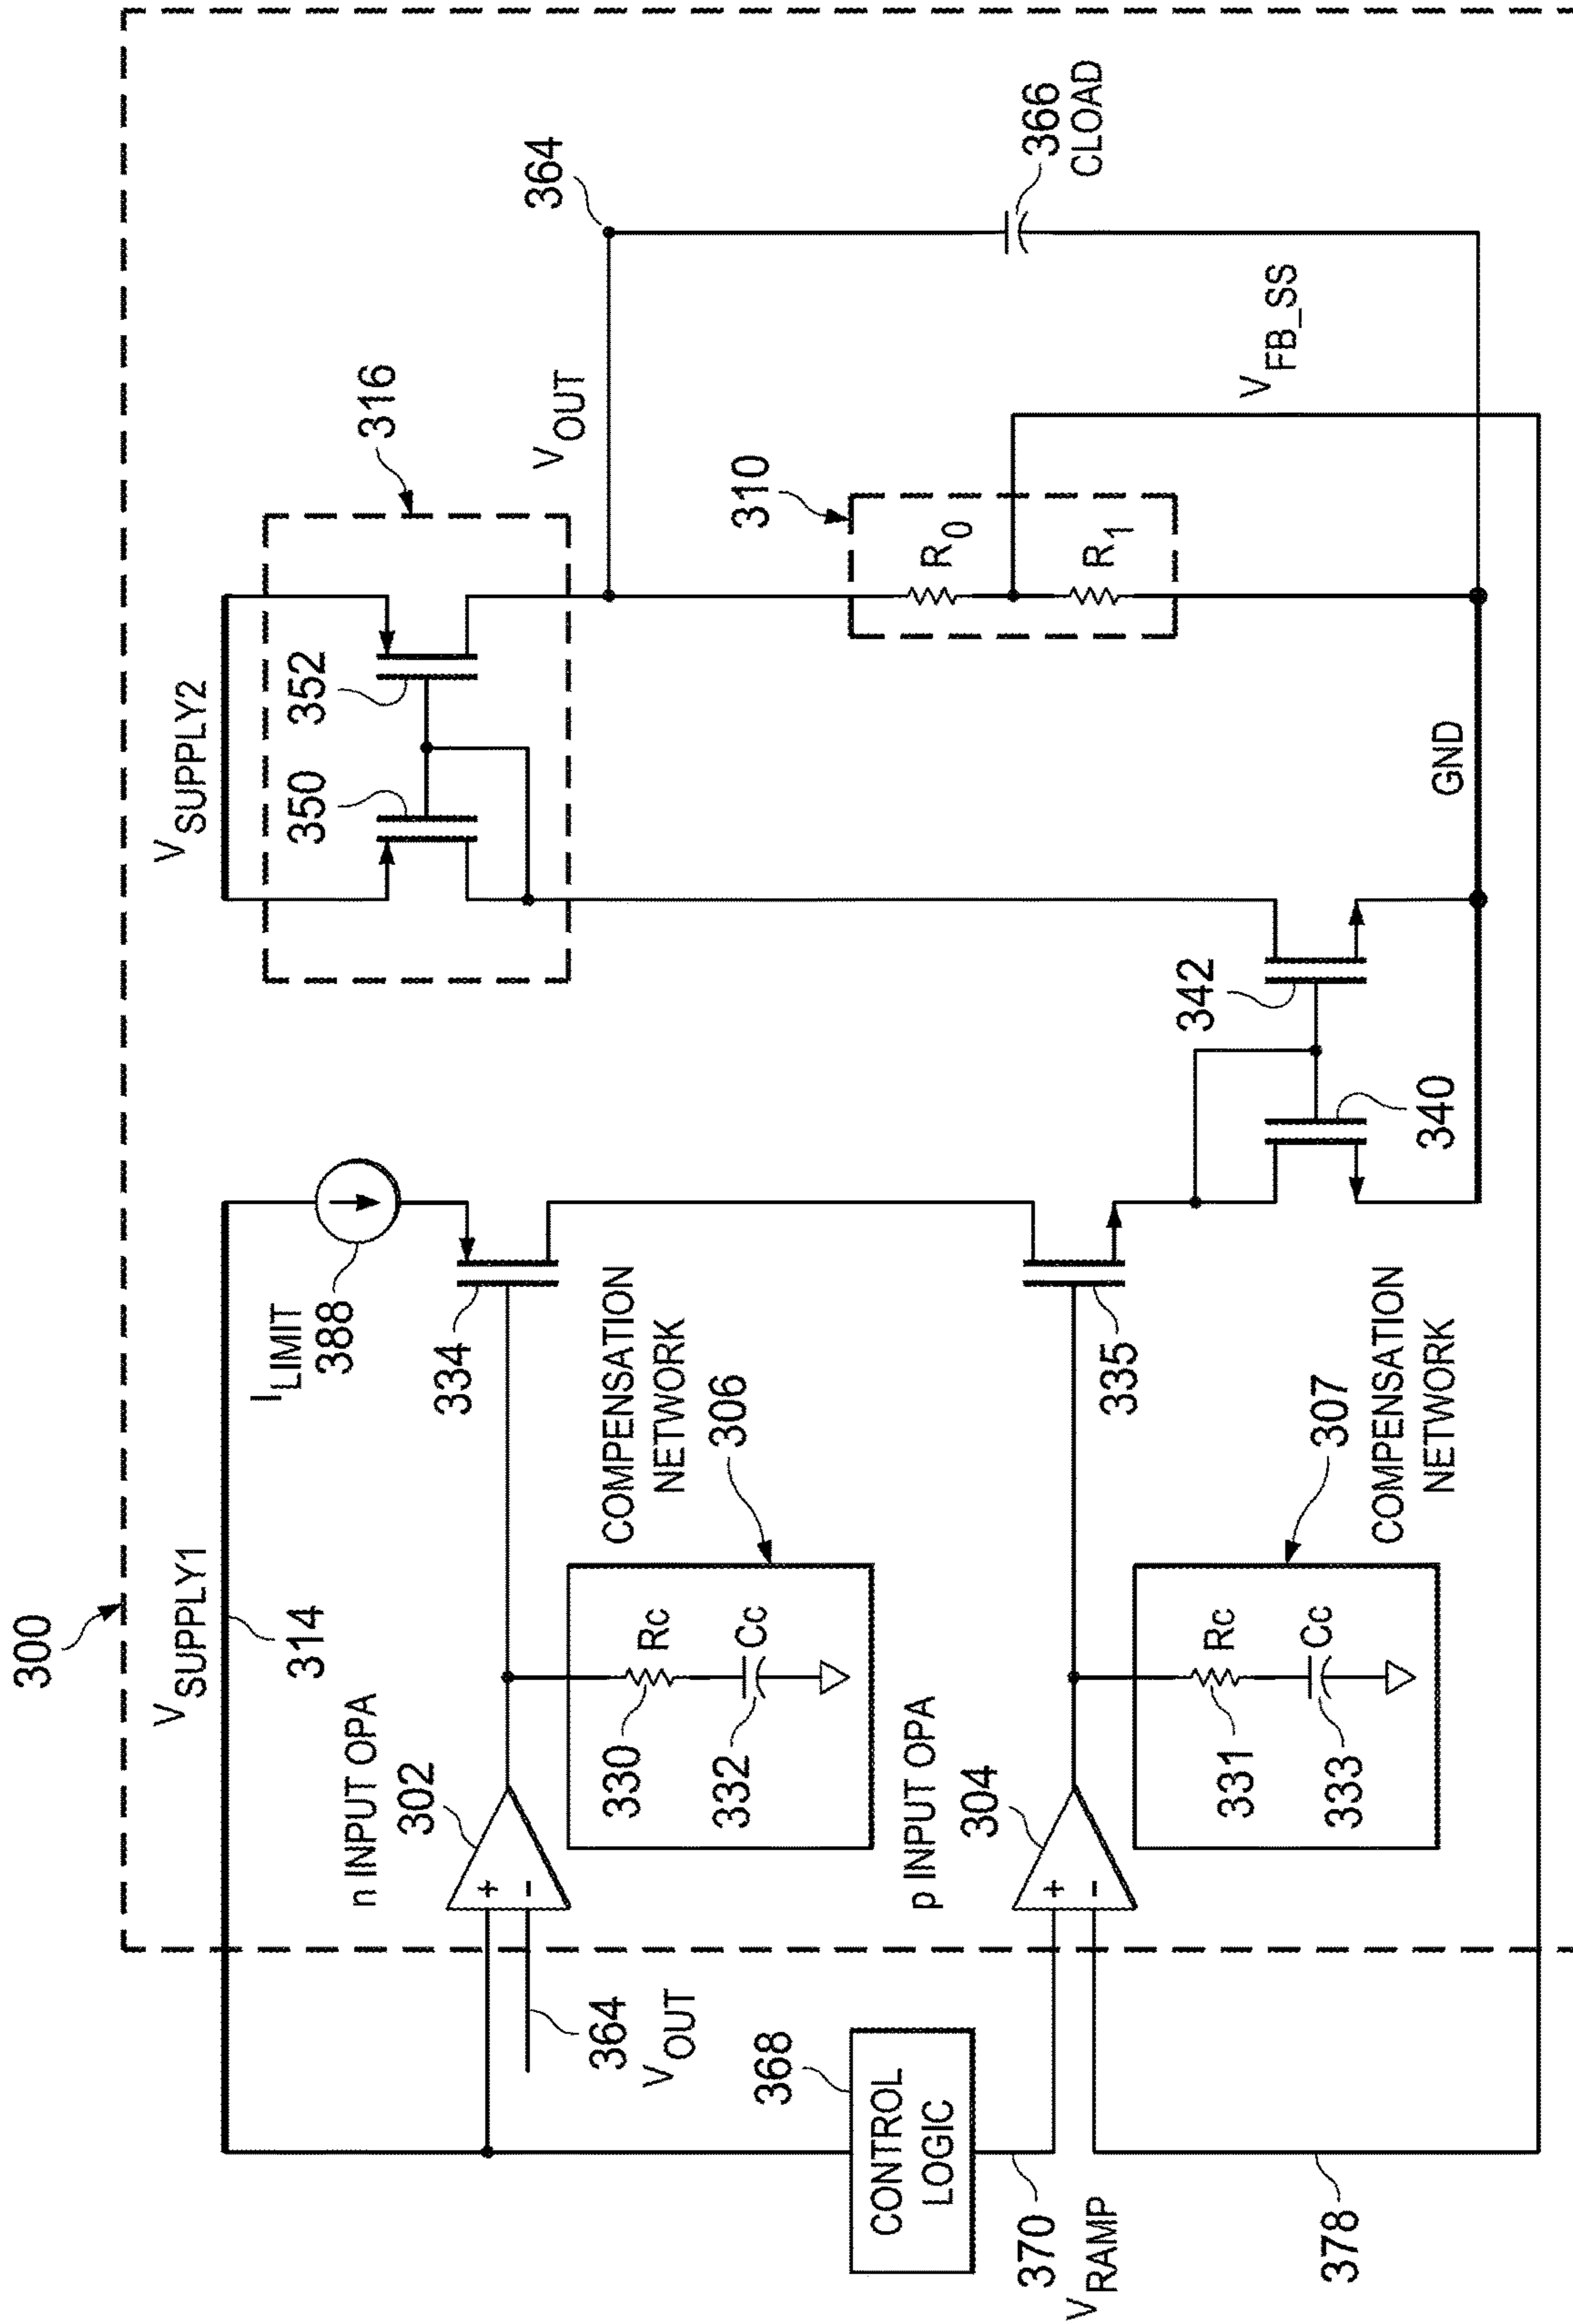 300
VSUPPLY1
314
ILIMIT
388
VSUPPLY2
316
350
352
n INPUT OPA
302
+
-
334
VOUT
364
364
VOUT
330
Rc
332
Cc
COMPENSATION
NETWORK
306
310
R0
R1
366
CLOAD
368
CONTROL
LOGIC
p INPUT OPA
304
+
-
335
342
340
VFB_SS
370
VRAMP
331
Rc
333
Cc
COMPENSATION
NETWORK
307
GND
378